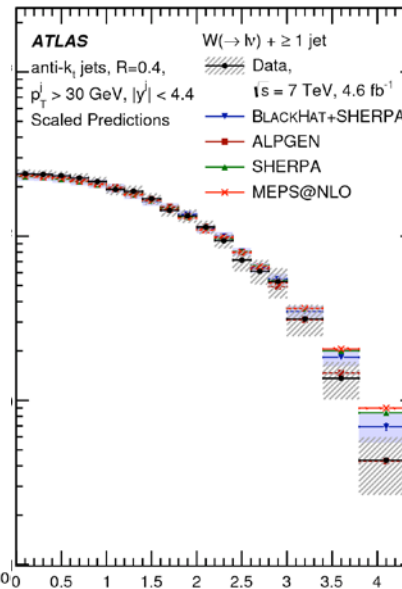 ATLAS
W(→ lν) + ≥ 1 jet
anti-kt jets, R=0.4,
Data,
p_T^j > 30 GeV, |y^j| < 4.4
√s = 7 TeV, 4.6 fb⁻¹
Scaled Predictions
BLACKHAT+SHERPA
ALPGEN
SHERPA
MEPS@NLO
0 0.5 1 1.5 2 2.5 3 3.5 4